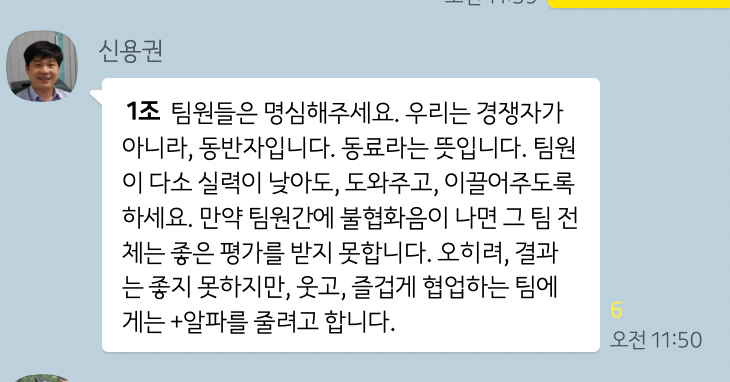 신용권
1조 팀원들은 명심해주세요. 우리는 경쟁자가
아니라, 동반자입니다. 동료라는 뜻입니다. 팀원
이 다소 실력이 낮아도, 도와주고, 이끌어주도록
하세요. 만약 팀원간에 불협화음이 나면 그 팀 전
체는 좋은 평가를 받지 못합니다. 오히려, 결과
는 좋지 못하지만, 웃고, 즐겁게 협업하는 팀에
게는 +알파를 줄려고 합니다.
6
오전 11:50